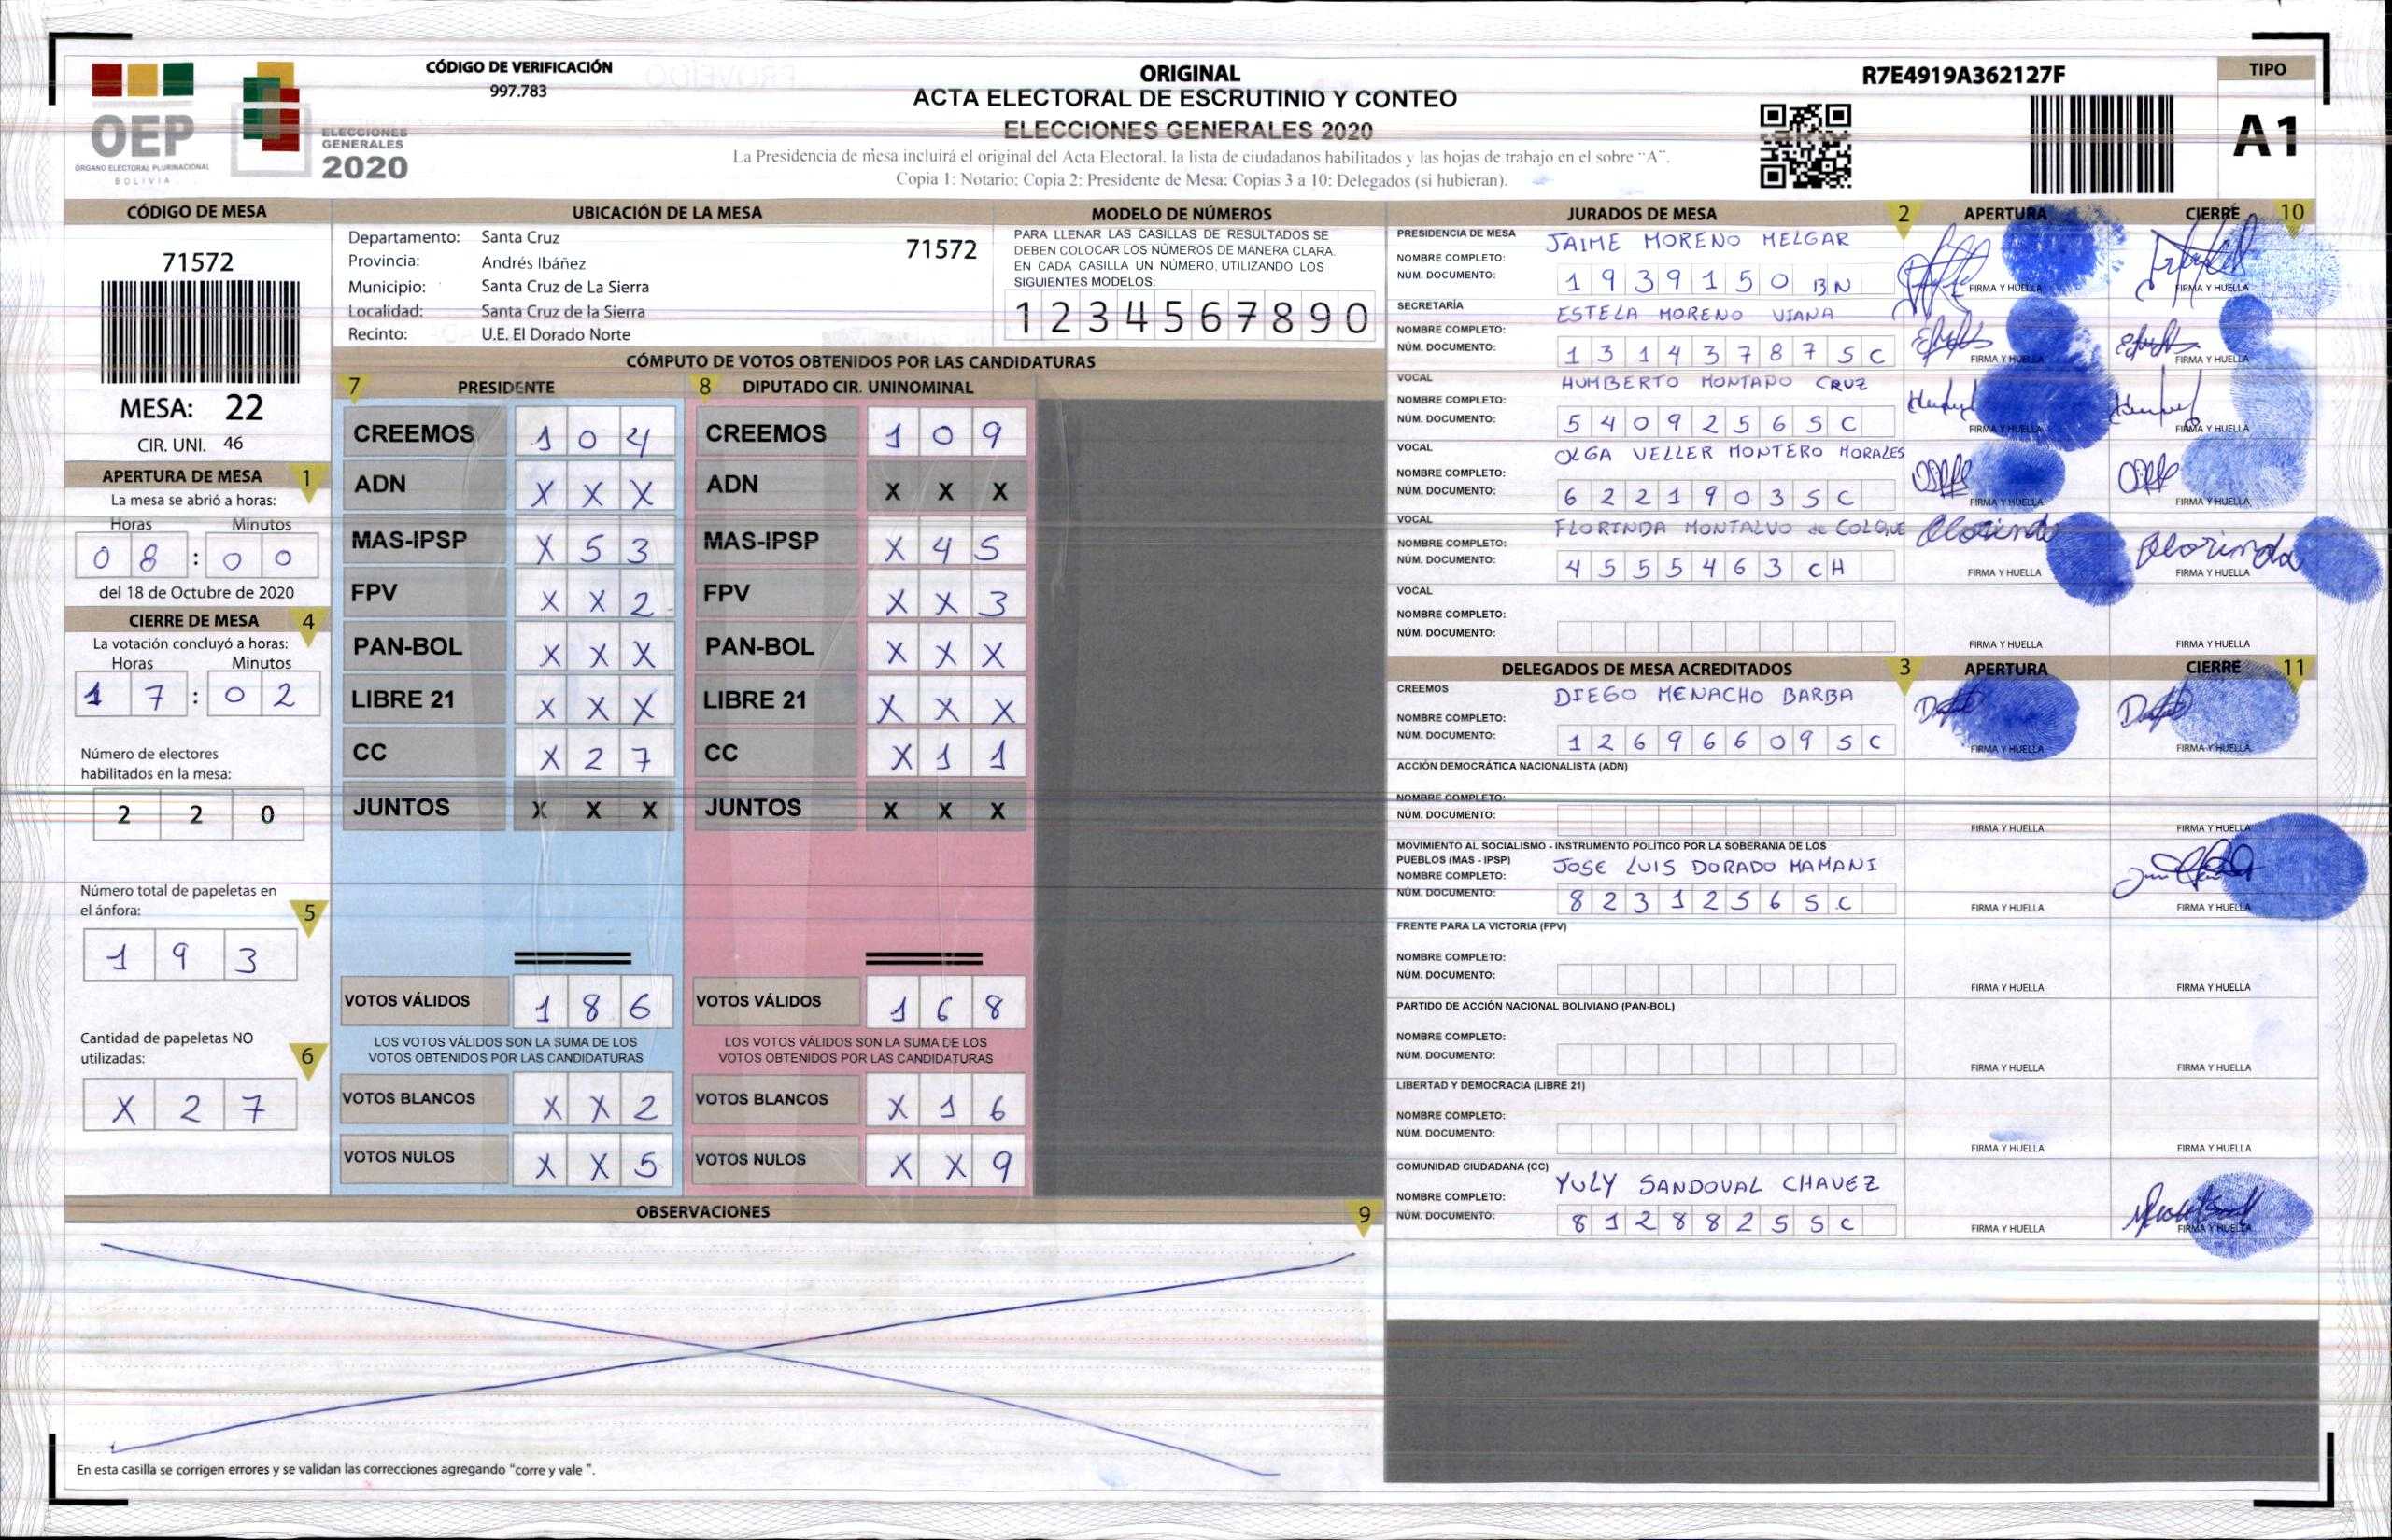 CÓDIGO DE VERIFICACIÓN
997.783
ORIGINAL
ACTA ELECTORAL DE ESCRUTINIO Y CONTEO
ELECCIONES GENERALES 2020
La Presidencia de mesa incluirá el original del Acta Electoral, la lista de ciudadanos habilitados y las hojas de trabajo en el sobre "A".
Copia 1: Notario; Copia 2: Presidente de Mesa; Copias 3 a 10: Delegados (si hubieran).
R7E4919A362127F
TIPO
A1
OEP
ÓRGANO ELECTORAL PLURINACIONAL
BOLIVIA
ELECCIONES
GENERALES
2020
CÓDIGO DE MESA
71572
MESA: 22
CIR. UNI. 46
APERTURA DE MESA 1
La mesa se abrió a horas:
Horas Minutos
0 8 : 0 0
del 18 de Octubre de 2020
CIERRE DE MESA 4
La votación concluyó a horas:
Horas Minutos
1 7 : 0 2
Número de electores
habilitados en la mesa:
2 2 0
Número total de papeletas en
el ánfora: 5
1 9 3
Cantidad de papeletas NO
utilizadas: 6
X 2 7
UBICACIÓN DE LA MESA
Departamento: Santa Cruz
71572
Provincia: Andrés Ibáñez
Municipio: Santa Cruz de La Sierra
Localidad: Santa Cruz de la Sierra
Recinto: U.E. El Dorado Norte
MODELO DE NÚMEROS
PARA LLENAR LAS CASILLAS DE RESULTADOS SE
DEBEN COLOCAR LOS NÚMEROS DE MANERA CLARA.
EN CADA CASILLA UN NÚMERO, UTILIZANDO LOS
SIGUIENTES MODELOS:
1 2 3 4 5 6 7 8 9 0
CÓMPUTO DE VOTOS OBTENIDOS POR LAS CANDIDATURAS
7 PRESIDENTE
CREEMOS 1 0 4
ADN X X X
MAS-IPSP X 5 3
FPV X X 2
PAN-BOL X X X
LIBRE 21 X X X
CC X 2 7
JUNTOS X X X
VOTOS VÁLIDOS 1 8 6
LOS VOTOS VÁLIDOS SON LA SUMA DE LOS
VOTOS OBTENIDOS POR LAS CANDIDATURAS
VOTOS BLANCOS X X 2
VOTOS NULOS X X 5
8 DIPUTADO CIR. UNINOMINAL
CREEMOS 1 0 9
ADN X X X
MAS-IPSP X 4 5
FPV X X 3
PAN-BOL X X X
LIBRE 21 X X X
CC X 1 1
JUNTOS X X X
VOTOS VÁLIDOS 1 6 8
LOS VOTOS VÁLIDOS SON LA SUMA DE LOS
VOTOS OBTENIDOS POR LAS CANDIDATURAS
VOTOS BLANCOS X 1 6
VOTOS NULOS X X 9
OBSERVACIONES 9
En esta casilla se corrigen errores y se validan las correcciones agregando "corre y vale ".
JURADOS DE MESA 2 APERTURA CIERRE 10
PRESIDENCIA DE MESA
NOMBRE COMPLETO: JAIME MORENO MELGAR
NÚM. DOCUMENTO: 1 9 3 9 1 5 0 BN
FIRMA Y HUELLA FIRMA Y HUELLA
SECRETARÍA
NOMBRE COMPLETO: ESTELA MORENO VIANA
NÚM. DOCUMENTO: 1 3 1 4 3 7 8 7 S C
FIRMA Y HUELLA FIRMA Y HUELLA
VOCAL
NOMBRE COMPLETO: HUMBERTO MONTAÑO CRUZ
NÚM. DOCUMENTO: 5 4 0 9 2 5 6 S C
FIRMA Y HUELLA FIRMA Y HUELLA
VOCAL
NOMBRE COMPLETO: OLGA VELLER MONTERO MORALES
NÚM. DOCUMENTO: 6 2 2 1 9 0 3 S C
FIRMA Y HUELLA FIRMA Y HUELLA
VOCAL
NOMBRE COMPLETO: FLORINDA MONTALVO de COLQUE
NÚM. DOCUMENTO: 4 5 5 5 4 6 3 C H
Florinda Florinda
FIRMA Y HUELLA FIRMA Y HUELLA
VOCAL
NOMBRE COMPLETO:
NÚM. DOCUMENTO:
FIRMA Y HUELLA FIRMA Y HUELLA
DELEGADOS DE MESA ACREDITADOS 3 APERTURA CIERRE 11
CREEMOS
NOMBRE COMPLETO: DIEGO MENACHO BARBA
NÚM. DOCUMENTO: 1 2 6 9 6 6 0 9 S C
FIRMA Y HUELLA FIRMA Y HUELLA
ACCIÓN DEMOCRÁTICA NACIONALISTA (ADN)
NOMBRE COMPLETO:
NÚM. DOCUMENTO:
FIRMA Y HUELLA FIRMA Y HUELLA
MOVIMIENTO AL SOCIALISMO - INSTRUMENTO POLÍTICO POR LA SOBERANIA DE LOS
PUEBLOS (MAS - IPSP)
NOMBRE COMPLETO: JOSE LUIS DORADO MAMANI
NÚM. DOCUMENTO: 8 2 3 1 2 5 6 S C
FIRMA Y HUELLA FIRMA Y HUELLA
FRENTE PARA LA VICTORIA (FPV)
NOMBRE COMPLETO:
NÚM. DOCUMENTO:
FIRMA Y HUELLA FIRMA Y HUELLA
PARTIDO DE ACCIÓN NACIONAL BOLIVIANO (PAN-BOL)
NOMBRE COMPLETO:
NÚM. DOCUMENTO:
FIRMA Y HUELLA FIRMA Y HUELLA
LIBERTAD Y DEMOCRACIA (LIBRE 21)
NOMBRE COMPLETO:
NÚM. DOCUMENTO:
FIRMA Y HUELLA FIRMA Y HUELLA
COMUNIDAD CIUDADANA (CC)
NOMBRE COMPLETO: YULY SANDOVAL CHAVEZ
NÚM. DOCUMENTO: 8 1 2 8 8 2 5 S C
FIRMA Y HUELLA FIRMA Y HUELLA